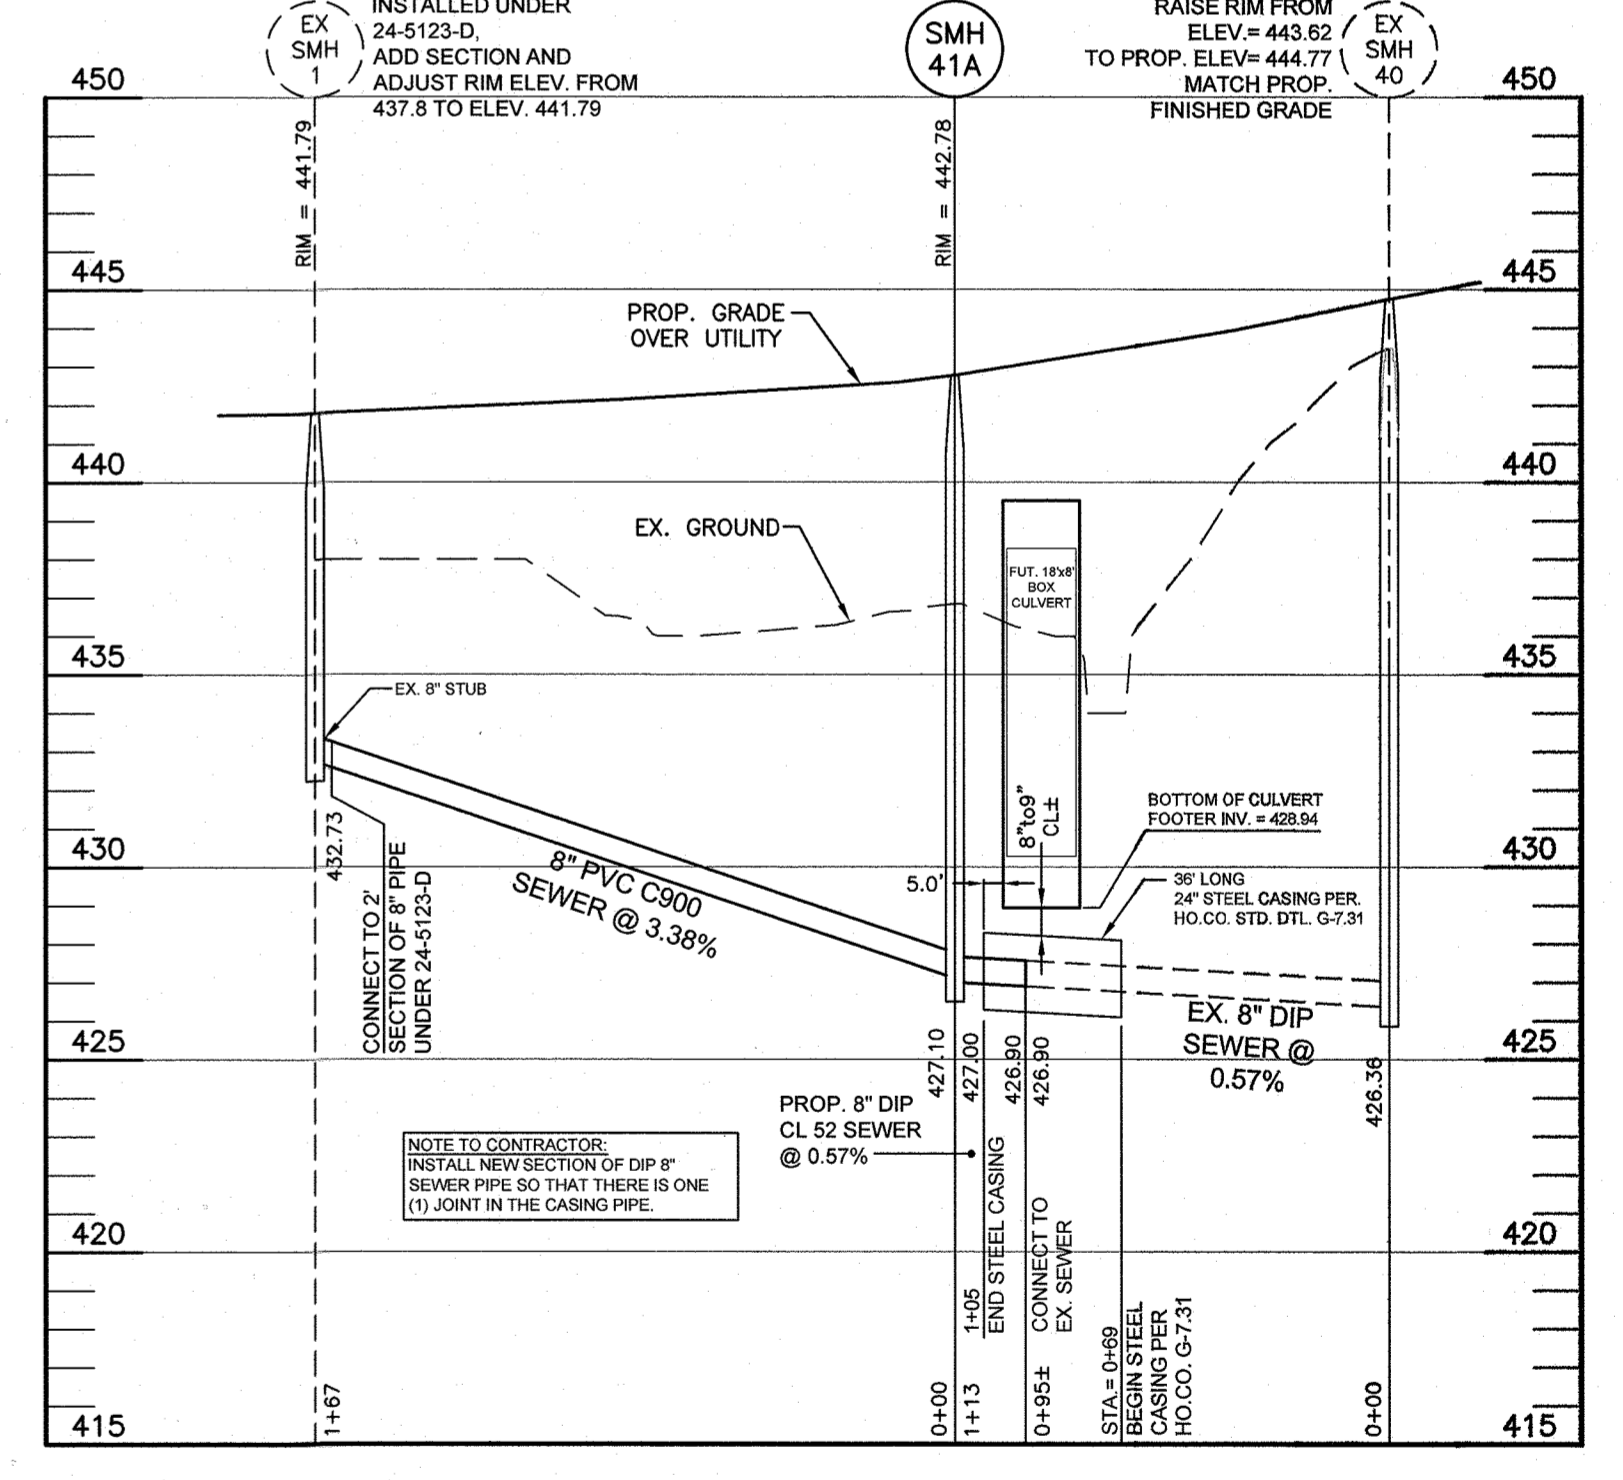 EX
SMH
1
INSTALLED UNDER
24-5123-D,
ADD SECTION AND
ADJUST RIM ELEV. FROM
437.8 TO ELEV. 441.79
SMH
41A
RAISE RIM FROM
ELEV.= 443.62
TO PROP. ELEV= 444.77
MATCH PROP.
FINISHED GRADE
EX
SMH
40
450
450
RIM = 441.79
RIM = 442.78
445
445
PROP. GRADE
OVER UTILITY
440
440
EX. GROUND
FUT. 18'x8'
BOX
CULVERT
435
435
EX. 8" STUB
8"to9"
CL±
BOTTOM OF CULVERT
FOOTER INV. = 428.94
430
430
432.73
CONNECT TO 2'
SECTION OF 8" PIPE
UNDER 24-5123-D
8" PVC C900
SEWER @ 3.38%
5.0'
36' LONG
24" STEEL CASING PER.
HO.CO. STD. DTL. G-7.31
EX. 8" DIP
SEWER @
0.57%
425
425
427.10
427.00
426.90
426.90
426.36
PROP. 8" DIP
CL 52 SEWER
@ 0.57%
NOTE TO CONTRACTOR:
INSTALL NEW SECTION OF DIP 8"
SEWER PIPE SO THAT THERE IS ONE
(1) JOINT IN THE CASING PIPE.
420
420
1+05
END STEEL CASING
CONNECT TO
EX. SEWER
STA.= 0+69
BEGIN STEEL
CASING PER
HO.CO. G-7.31
415
415
1+67
0+00
1+13
0+95±
0+00